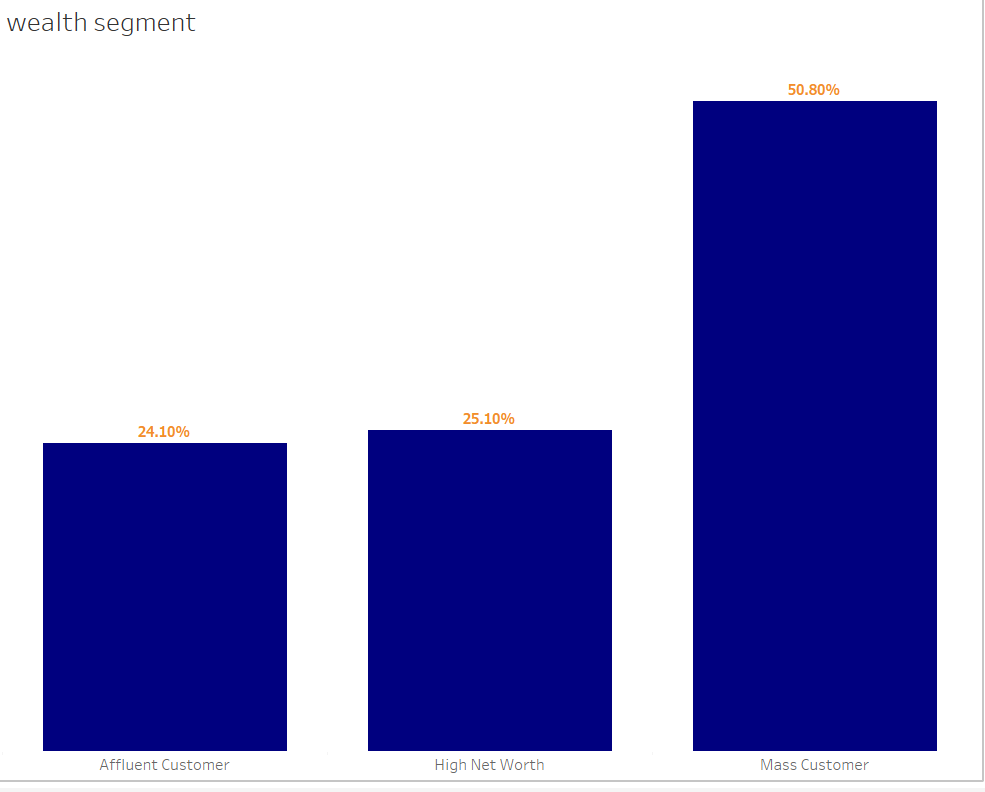 wealth segment
50.80%
25.10%
24.10%
Affluent Customer
High Net Worth
Mass Customer